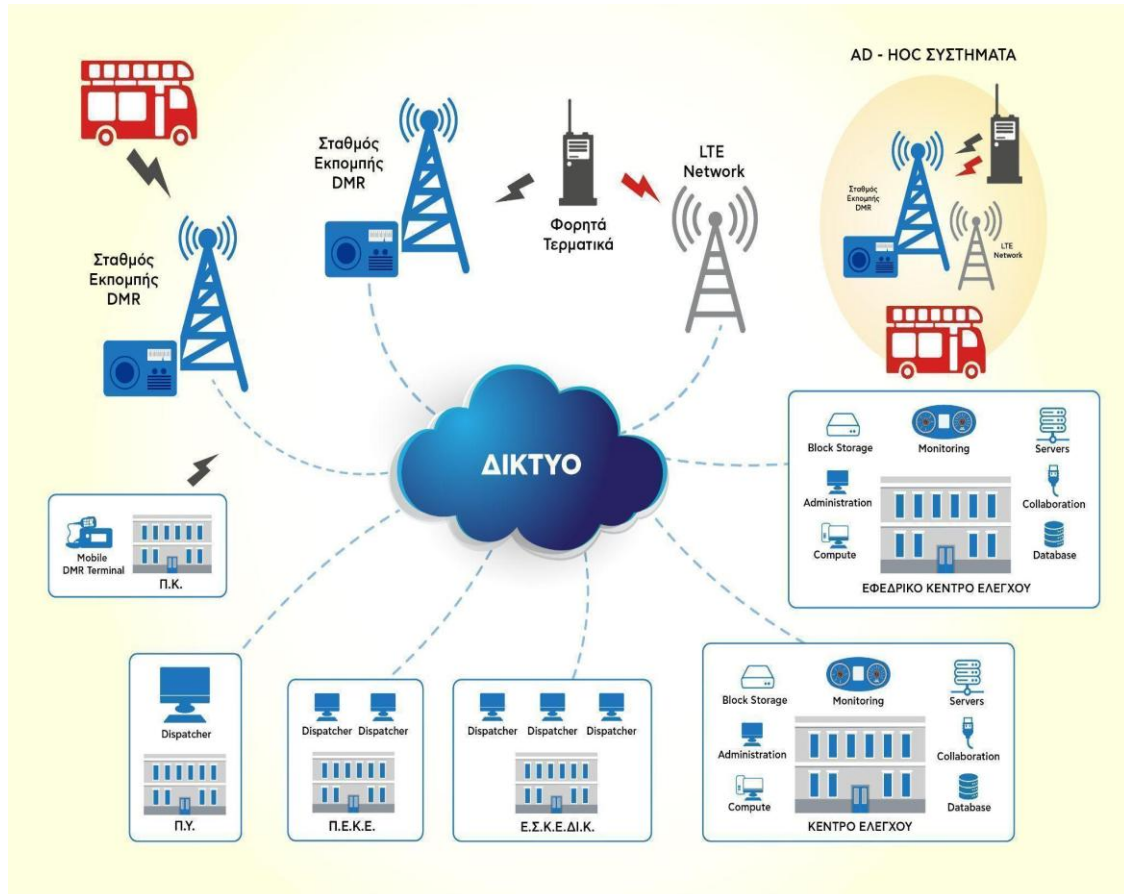 AD - HOC ΣΥΣΤΗΜΑΤΑ
Σταθμός
Εκπομπής
DMR
LTE
Network
Φορητά
Τερματικά
Σταθμός
Εκπομπής
DMR
LTE
Network
Σταθμός
Εκπομπής
DMR
ΔΙΚΤΥΟ
Block Storage
Monitoring
Servers
Administration
Collaboration
Compute
Database
ΕΦΕΔΡΙΚΟ ΚΕΝΤΡΟ ΕΛΕΓΧΟΥ
Mobile
DMR Terminal
Π.Κ.
Dispatcher
Π.Υ.
Dispatcher Dispatcher
Π.Ε.Κ.Ε.
Dispatcher Dispatcher Dispatcher
Ε.Σ.Κ.Ε.ΔΙ.Κ.
Block Storage
Monitoring
Servers
Administration
Collaboration
Compute
Database
ΚΕΝΤΡΟ ΕΛΕΓΧΟΥ